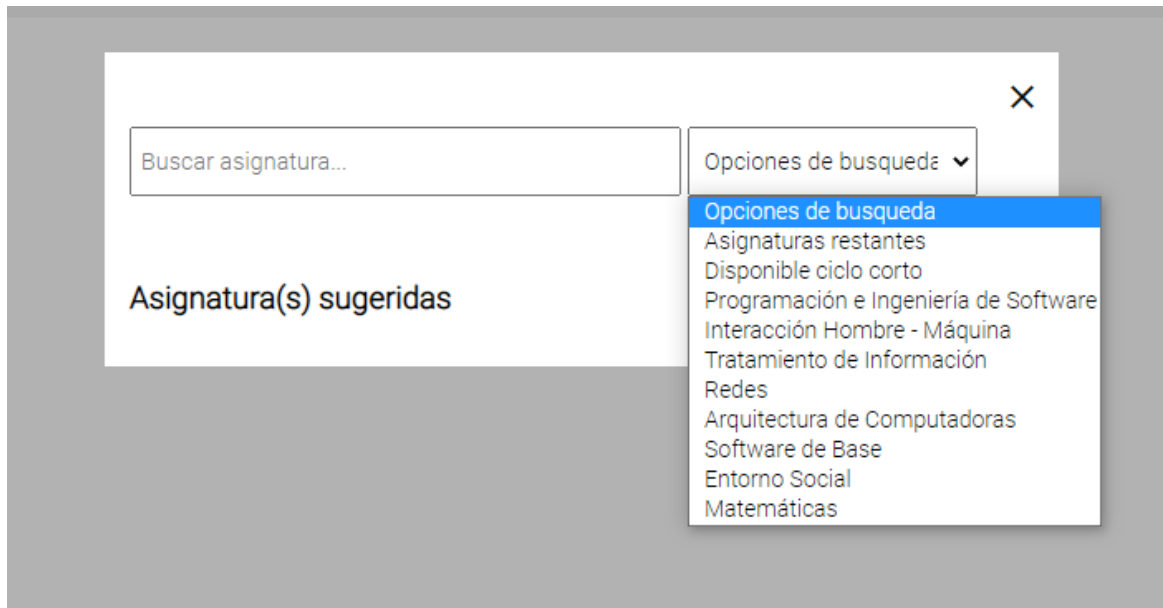 Buscar asignatura...
Opciones de busqueda
Opciones de busqueda
Asignaturas restantes
Disponible ciclo corto
Programación e Ingeniería de Software
Interacción Hombre - Máquina
Tratamiento de Información
Redes
Arquitectura de Computadoras
Software de Base
Entorno Social
Matemáticas
Asignatura(s) sugeridas